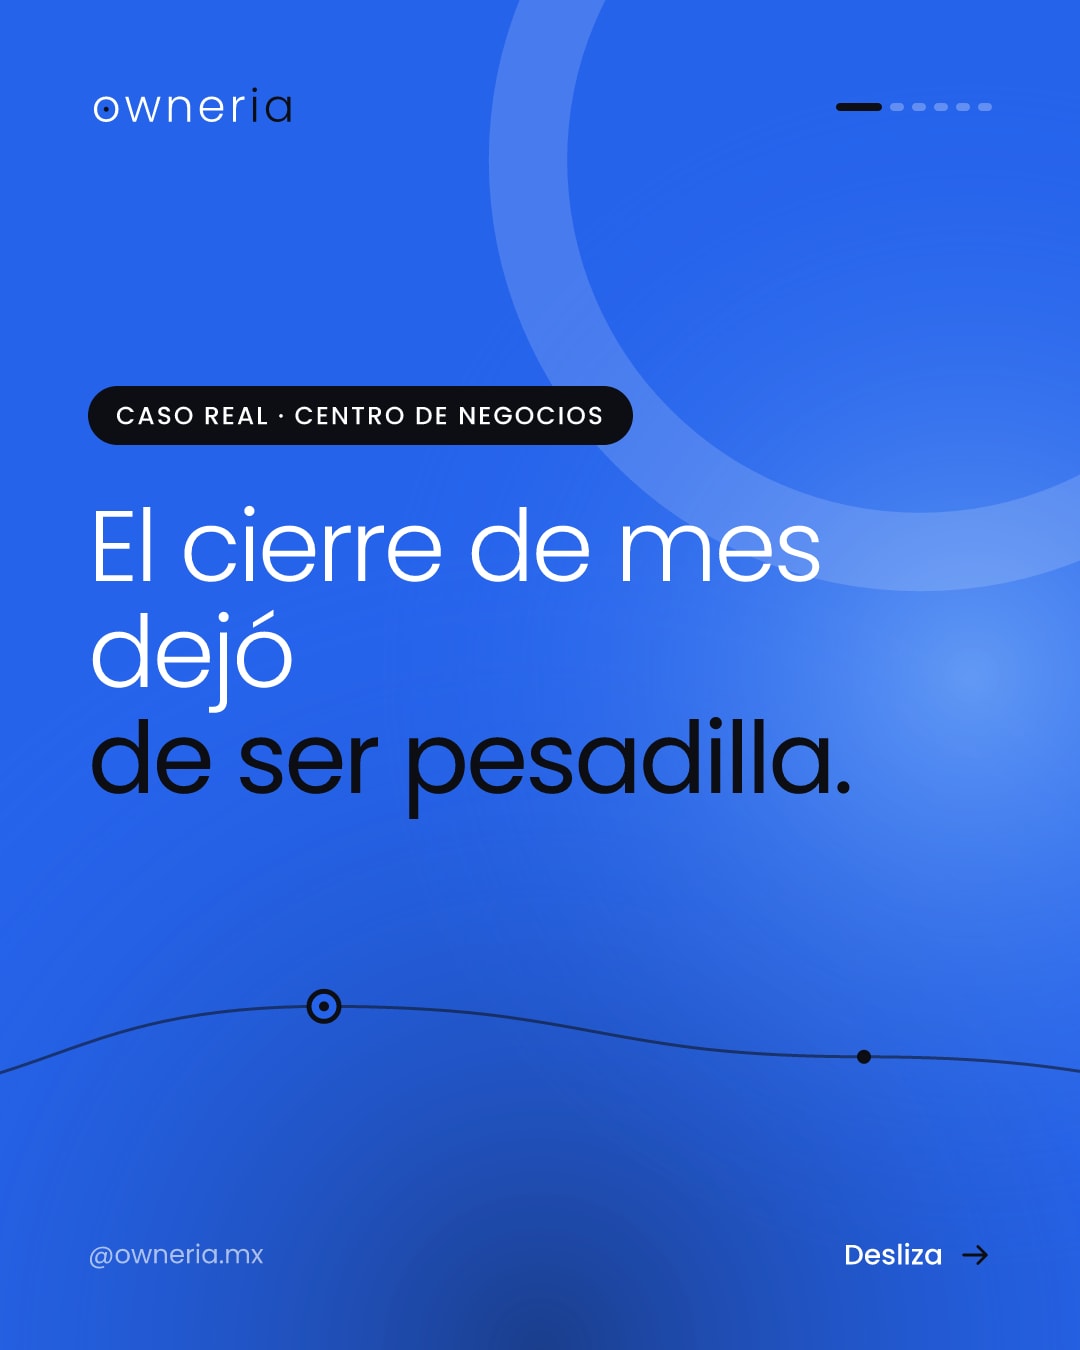 owneria
CASO REAL · CENTRO DE NEGOCIOS
El cierre de mes
dejó
de ser pesadilla.
@owneria.mx
Desliza →